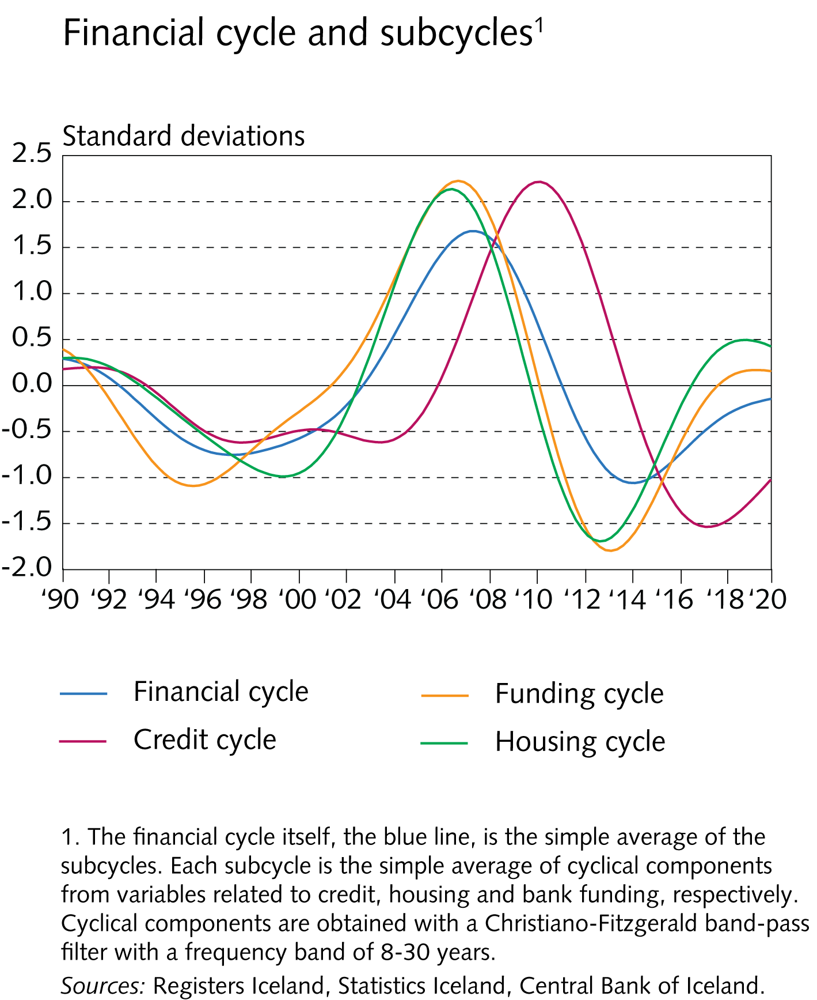 Financial cycle and subcycles¹
Standard deviations
2.5
2.0
1.5
1.0
0.5
0.0
-0.5
-1.0
-1.5
-2.0
‘90 ‘92 ‘94 ‘96 ‘98 ‘00 ‘02 ‘04 ‘06 ‘08 ‘10 ‘12 ‘14 ‘16 ‘18 ‘20
Financial cycle
Funding cycle
Credit cycle
Housing cycle
1. The financial cycle itself, the blue line, is the simple average of the
subcycles. Each subcycle is the simple average of cyclical components
from variables related to credit, housing and bank funding, respectively.
Cyclical components are obtained with a Christiano-Fitzgerald band-pass
filter with a frequency band of 8-30 years.
Sources: Registers Iceland, Statistics Iceland, Central Bank of Iceland.